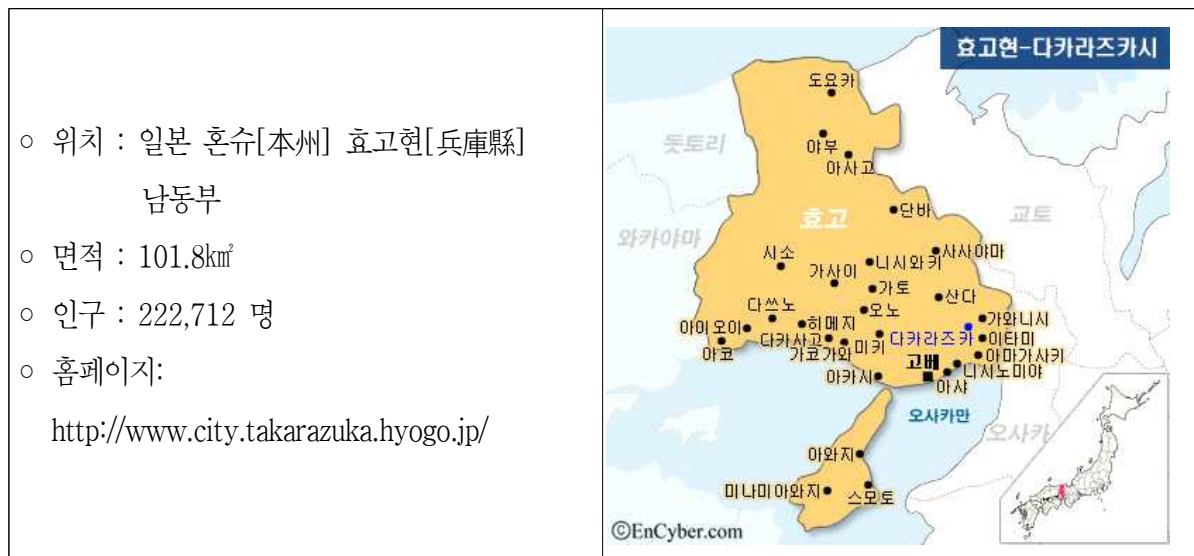 ○ 위치 : 일본 혼슈[本州] 효고현[兵庫縣]
남동부
○ 면적 : 101.8㎢
○ 인구 : 222,712 명
○ 홈페이지:
http://www.city.takarazuka.hyogo.jp/
효고현-다카라즈카시
도요카
돗토리
야부
아사고
단바
효고
교토
와카야마
사사야마
시소
니시와키
가사이
가토
산다
다쓰노
오노
가와니시
아이오이
히메지
다카라즈카
이타미
아코
다카사고
가코가와
미키
아마가사키
고베
니시노미야
아카시
아샤
오사카만
오사카
아와지
미나미아와지
스모토
©EnCyber.com